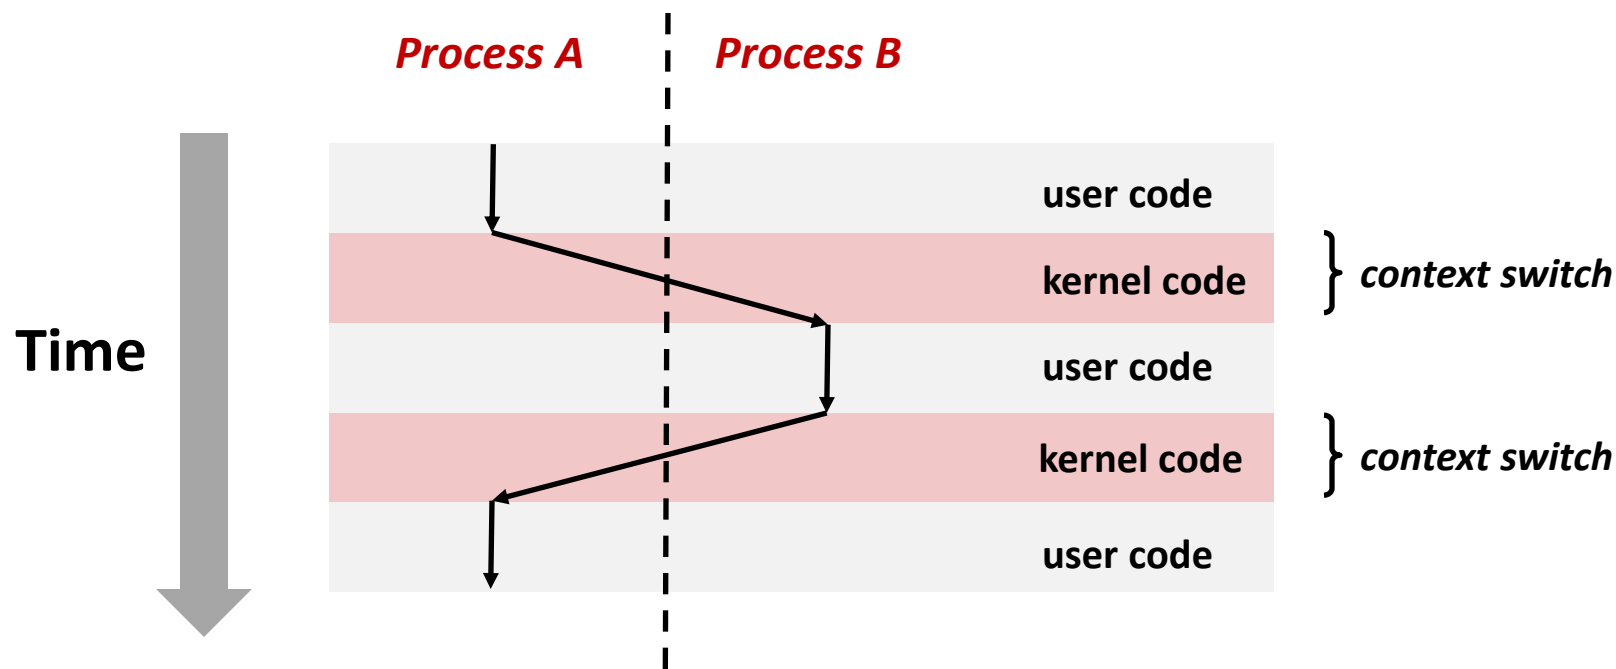 Process A
Process B
user code
kernel code
context switch
Time
user code
kernel code
context switch
user code